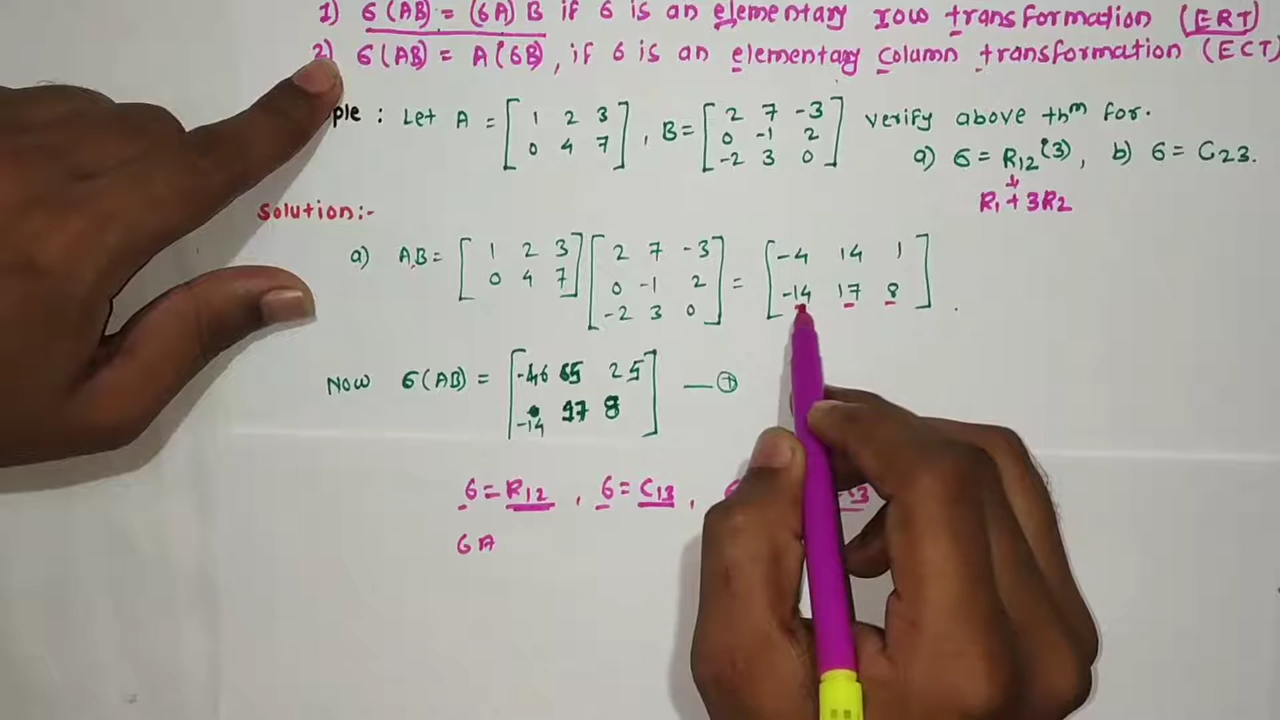 1) σ(AB) = (σA) B if σ is an elementary row transformation (ERT)
2) σ(AB) = A(σB), if σ is an elementary column transformation (ECT)
ple : Let A = [1 2 3 0 4 7], B = [2 7 -3 0 -1 2 -2 3 0] verify above thm for.
a) σ = R12(3), b) σ = C23.
R1 + 3R2
Solution:-
a) A.B = [1 2 3 0 4 7] [2 7 -3 0 -1 2 -2 3 0] = [-4 14 1 -14 17 8].
Now σ(AB) = [-46 65 25 -14 17 8] — ⊕
σ = R12, σ = C13,
σA